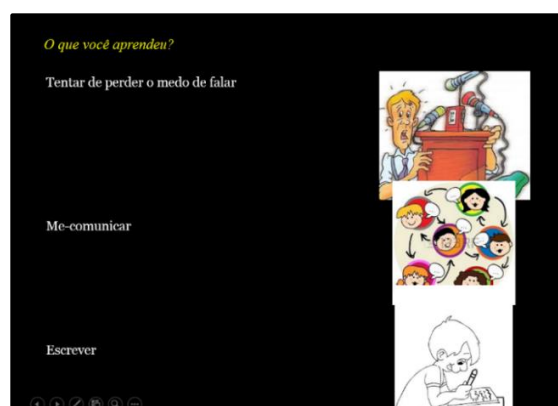 O que você aprendeu?
Tentar de perder o medo de falar
Me-comunicar
Escrever